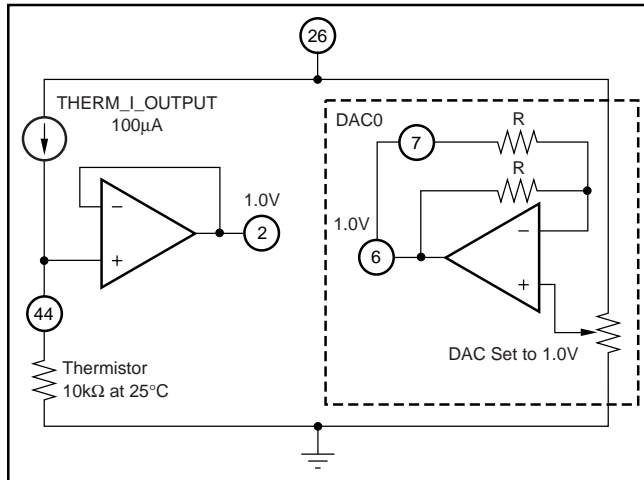 26
THERM_I_OUTPUT
100µA
DAC0
7
R
R
1.0V
2
1.0V
6
−
+
−
+
44
DAC Set to 1.0V
Thermistor
10kΩ at 25°C